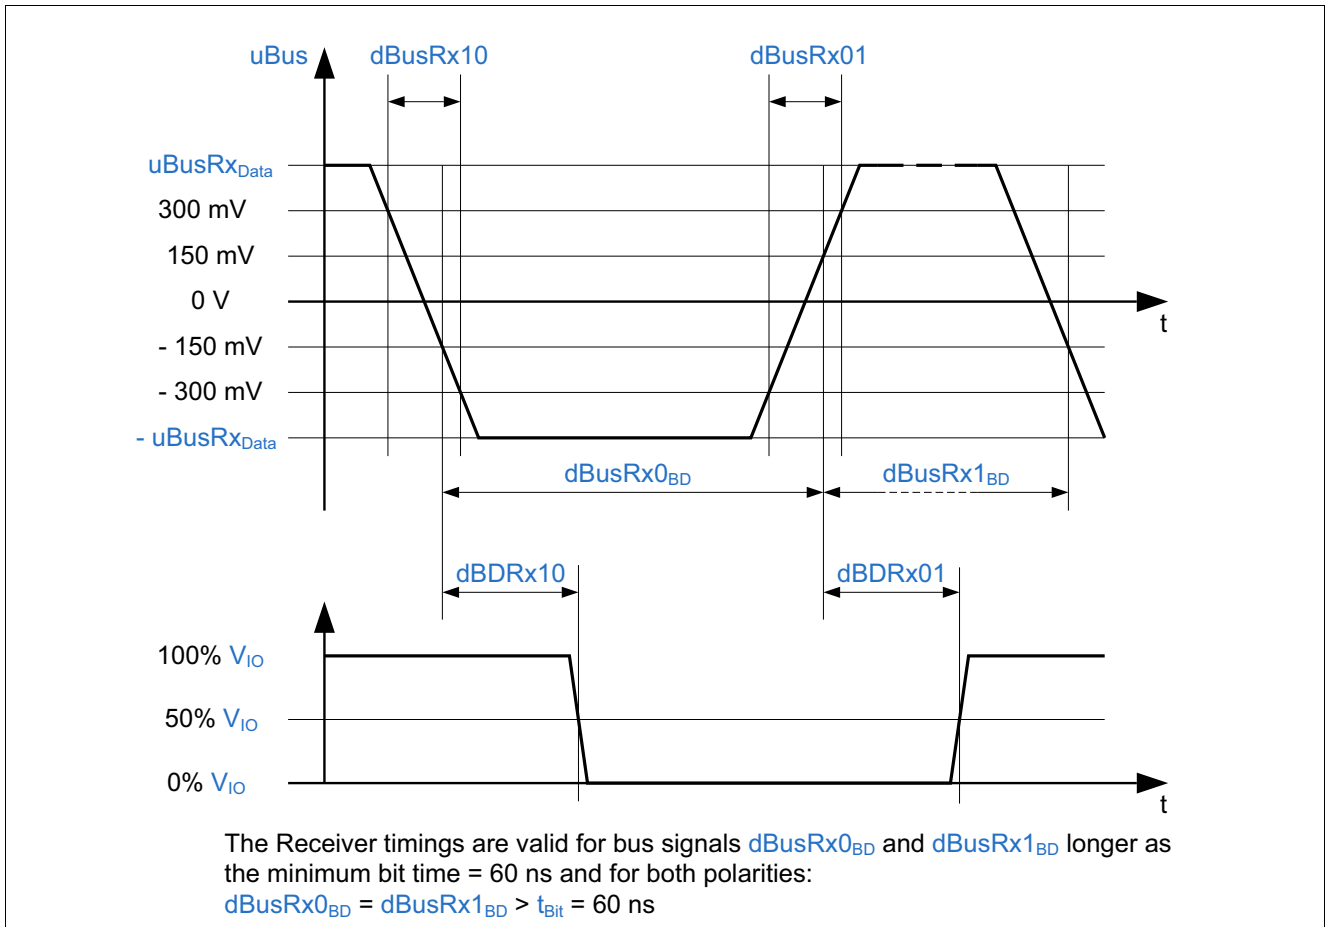 uBus dBusRx10 dBusRx01
uBusRxData
300 mV
150 mV
0 V
t
- 150 mV
- 300 mV
- uBusRxData
dBusRx0BD dBusRx1BD
dBDRx10 dBDRx01
100% VIO
50% VIO
0% VIO
t
The Receiver timings are valid for bus signals dBusRx0BD and dBusRx1BD longer as
the minimum bit time = 60 ns and for both polarities:
dBusRx0BD = dBusRx1BD > tBit = 60 ns